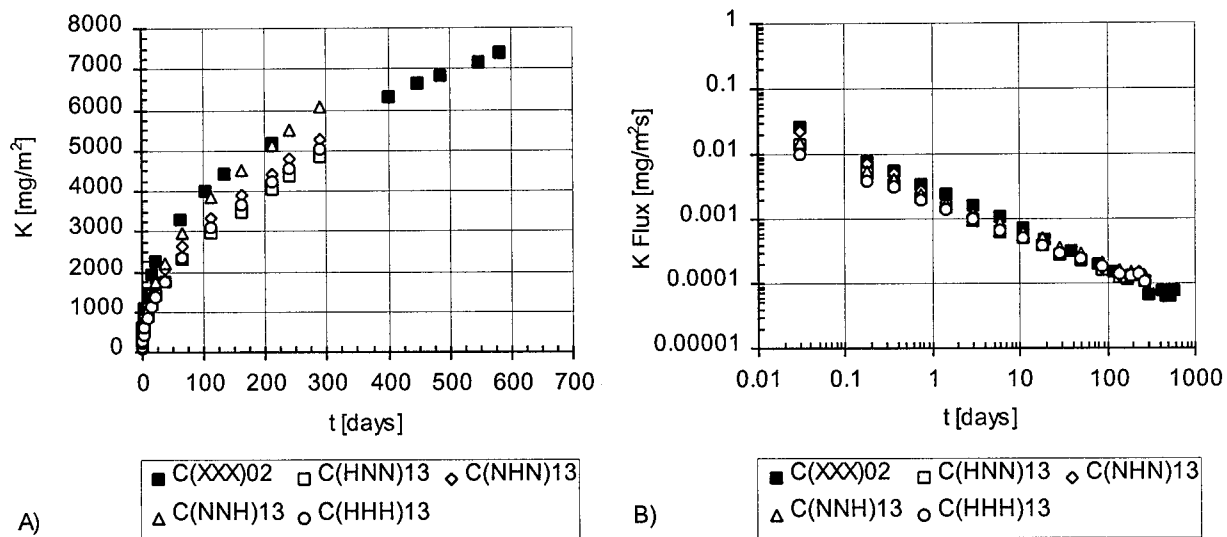 K [mg/m²]
8000
7000
6000
5000
4000
3000
2000
1000
0
0 100 200 300 400 500 600 700
t [days]
C(XXX)02 C(HNN)13 C(NHN)13
C(NNH)13 C(HHH)13
A)
K Flux [mg/m²s]
1
0.1
0.01
0.001
0.0001
0.00001
0.01 0.1 1 10 100 1000
t [days]
C(XXX)02 C(HNN)13 C(NHN)13
C(NNH)13 C(HHH)13
B)